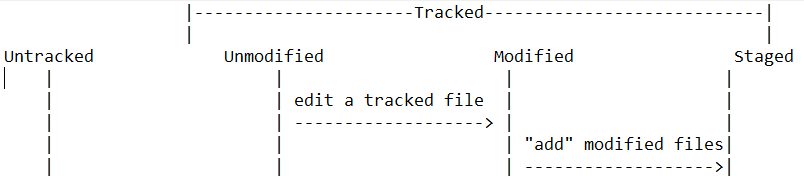 |----------------------Tracked----------------------------|
| |
Untracked Unmodified Modified Staged
| | | |
| | edit a tracked file | |
| | -------------------> | |
| | | "add" modified files|
| | | ------------------->|